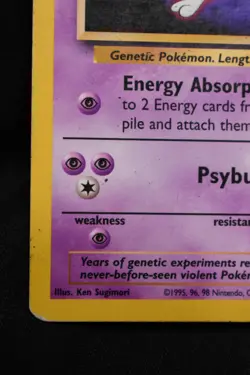 Genetic Pokémon. Length
Energy Absorp
to 2 Energy cards fr
pile and attach them
Psybu
weakness
resistan
Years of genetic experiments re
never-before-seen violent Poké
Illus. Ken Sugimori
©1995, 96, 98 Nintendo, C